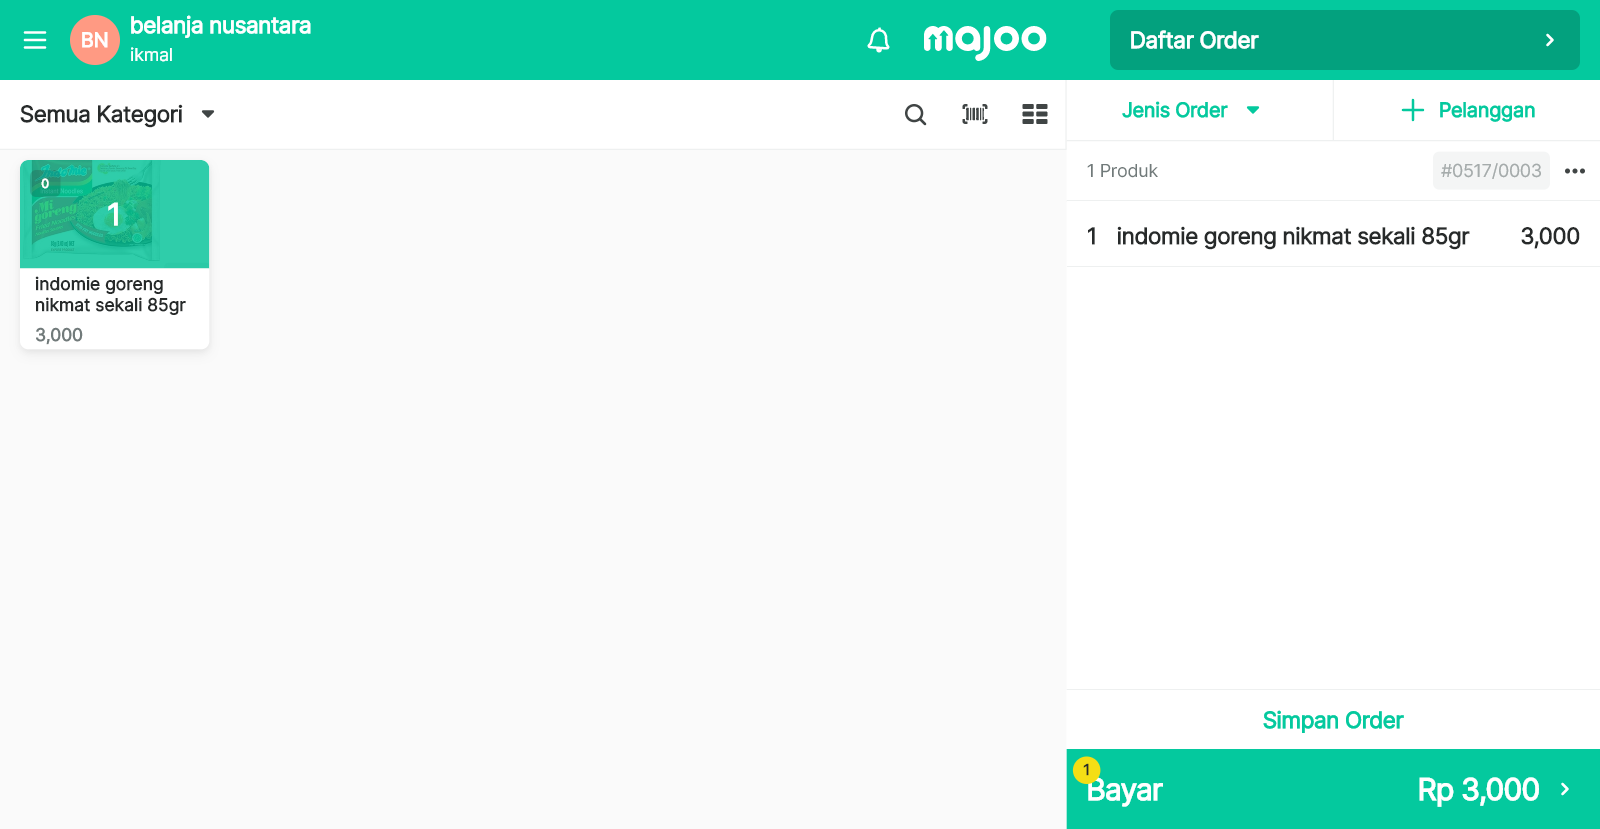 BN
belanja nusantara
ikmal
majoo
Daftar Order
Semua Kategori
Jenis Order
Pelanggan
1 Produk
#0517/0003
0
1
Mi
goreng
indomie goreng
nikmat sekali 85gr
3,000
1 indomie goreng nikmat sekali 85gr 3,000
Simpan Order
1
Bayar Rp 3,000